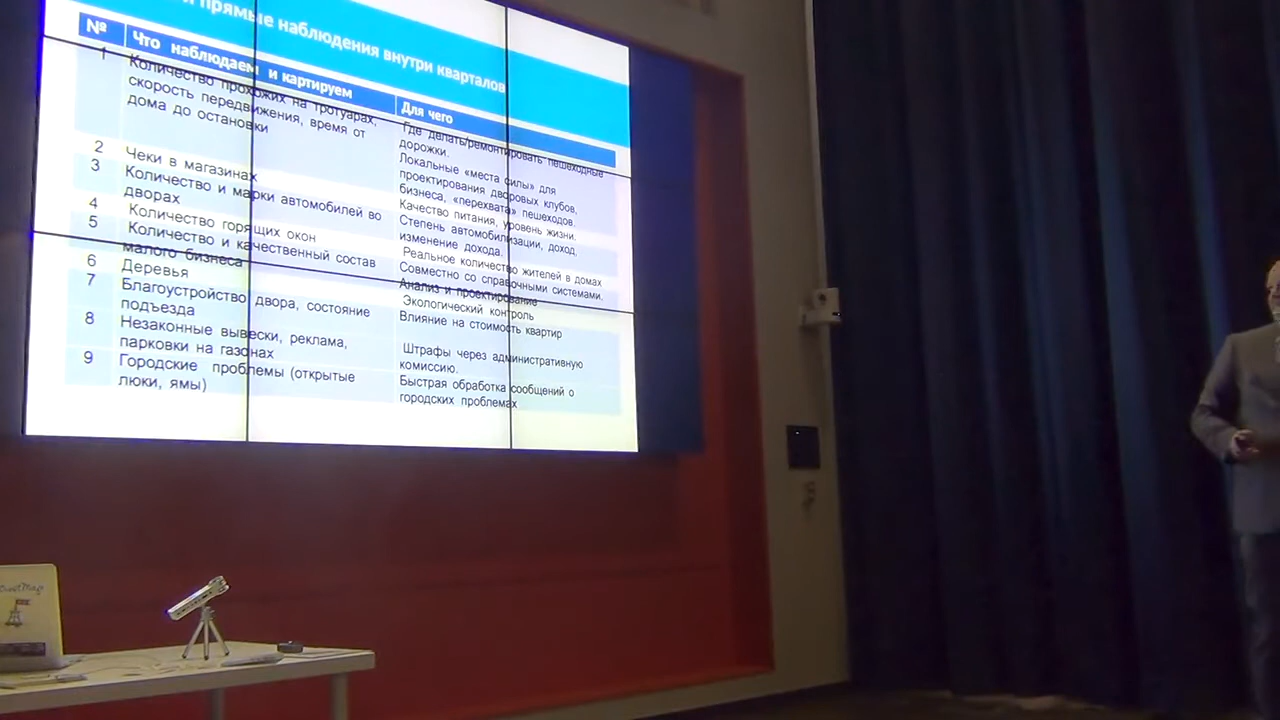 и прямые наблюдения внутри кварталов
№ Что наблюдаем и картируем Для чего
1 Количество прохожих на тротуарах,
скорость передвижения, время от
дома до остановки
Где делать/ремонтировать пешеходные
дорожки.
Локальные «места силы» для
проектирования дворовых клубов,
бизнеса, «перехвата» пешеходов.
2 Чеки в магазинах
Качество питания, уровень жизни.
3 Количество и марки автомобилей во
дворах
Степень автомобилизации, доход,
изменение дохода.
4 Количество горящих окон
Реальное количество жителей в домах
5 Количество и качественный состав
малого бизнеса
Совместно со справочными системами.
Анализ и проектирование
6 Деревья
Экологический контроль
7 Благоустройство двора, состояние
подъезда
Влияние на стоимость квартир
8 Незаконные вывески, реклама,
парковки на газонах
Штрафы через административную
комиссию.
9 Городские проблемы (открытые
люки, ямы)
Быстрая обработка сообщений о
городских проблемах